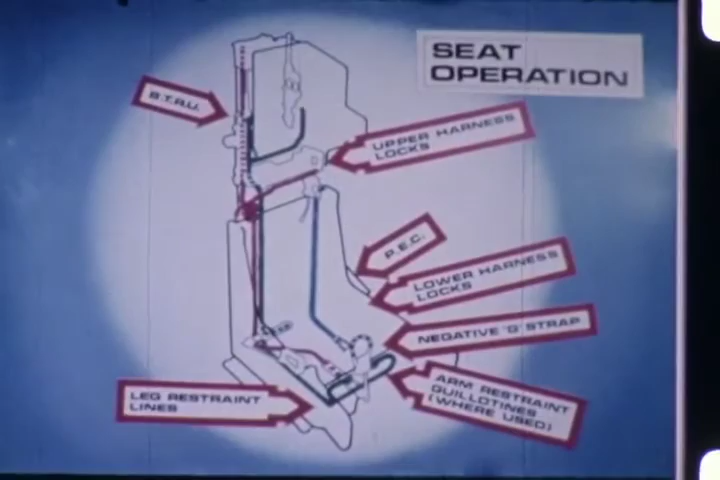 SEAT
OPERATION
B.T.R.U.
UPPER HARNESS
LOCKS
P.E.C.
LOWER HARNESS
LOCKS
NEGATIVE 'G' STRAP
ARM RESTRAINT
GUILLOTINES
(WHERE USED)
LEG RESTRAINT
LINES